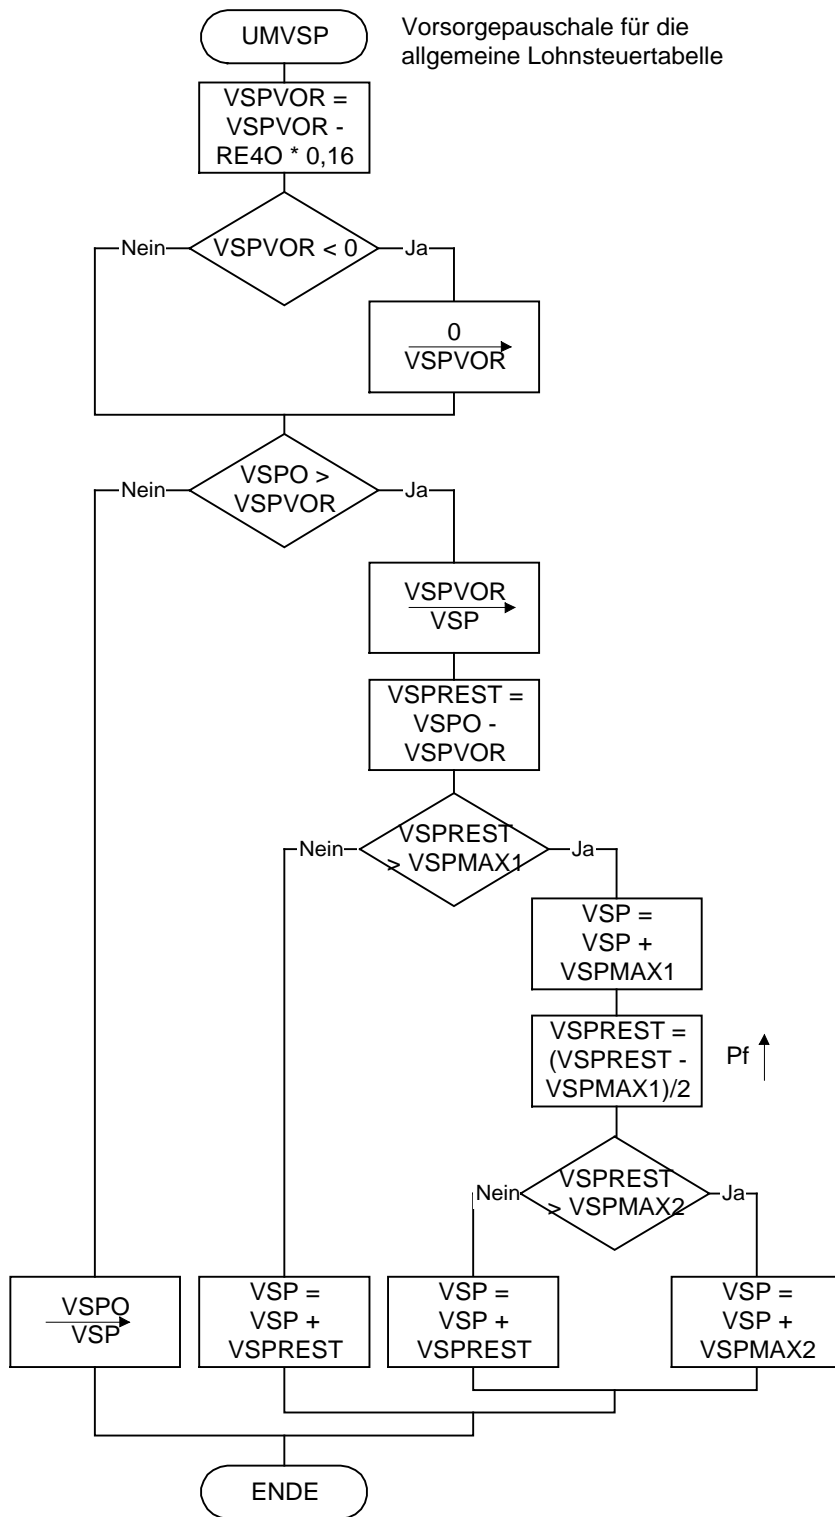 UMVSP
Vorsorgepauschale für die
allgemeine Lohnsteuertabelle
VSPVOR =
VSPVOR -
RE4O * 0,16
Nein
VSPVOR < 0
Ja
0
VSPVOR
Nein
VSPO >
VSPVOR
Ja
VSPVOR
VSP
VSPREST =
VSPO -
VSPVOR
Nein
VSPREST
> VSPMAX1
Ja
VSP =
VSP +
VSPMAX1
VSPREST =
(VSPREST -
VSPMAX1)/2
Pf
Nein
VSPREST
> VSPMAX2
Ja
VSPO
VSP
VSP =
VSP +
VSPREST
VSP =
VSP +
VSPREST
VSP =
VSP +
VSPMAX2
ENDE